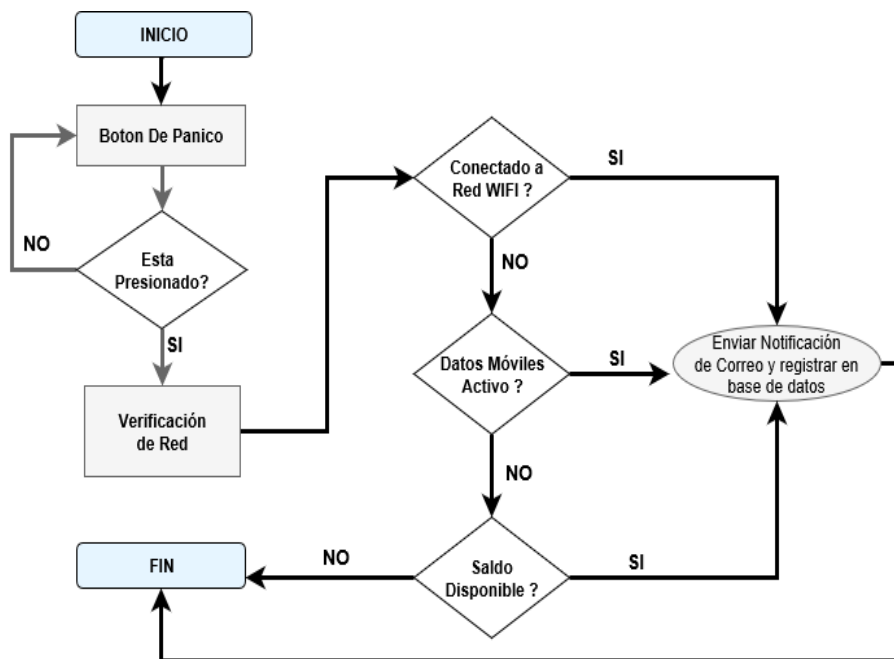 INICIO
Boton De Panico
NO
Esta
Presionado?
SI
Verificación
de Red
Conectado a
Red WIFI ?
SI
NO
Datos Móviles
Activo ?
SI
NO
Enviar Notificación
de Correo y registrar en
base de datos
Saldo
Disponible ?
SI
NO
FIN